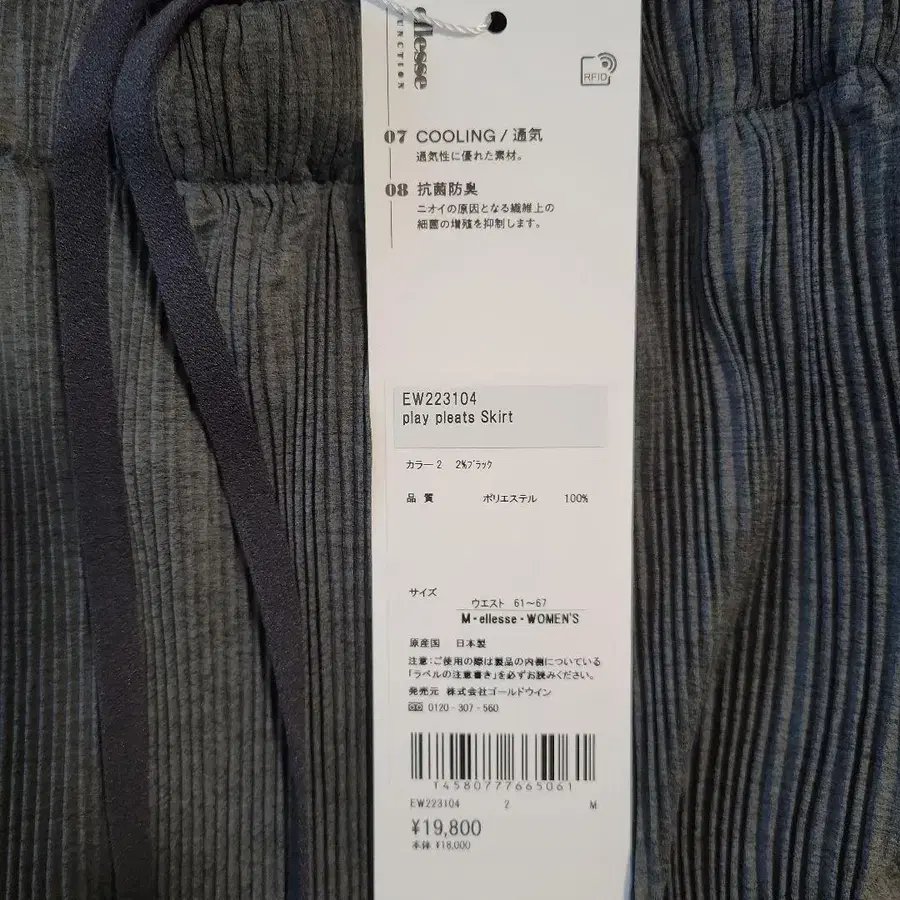 ellesse
FUNCTION
RFID
07 COOLING / 通気
通気性に優れた素材。
08 抗菌防臭
ニオイの原因となる繊維上の
細菌の増殖を抑制します。
EW223104
play pleats Skirt
カラー 2 2%ブラック
品 質 ポリエステル 100%
サイズ
ウエスト 61～67
M・ellesse・WOMEN'S
原産国 日本製
注意：ご使用の際は製品の内側についている
「ラベルの注意書き」を必ずお読みください。
発売元 株式会社ゴールドウイン
0120-307-560
T4580777665061
EW223104 2 M
¥19,800
本体 ¥18,000